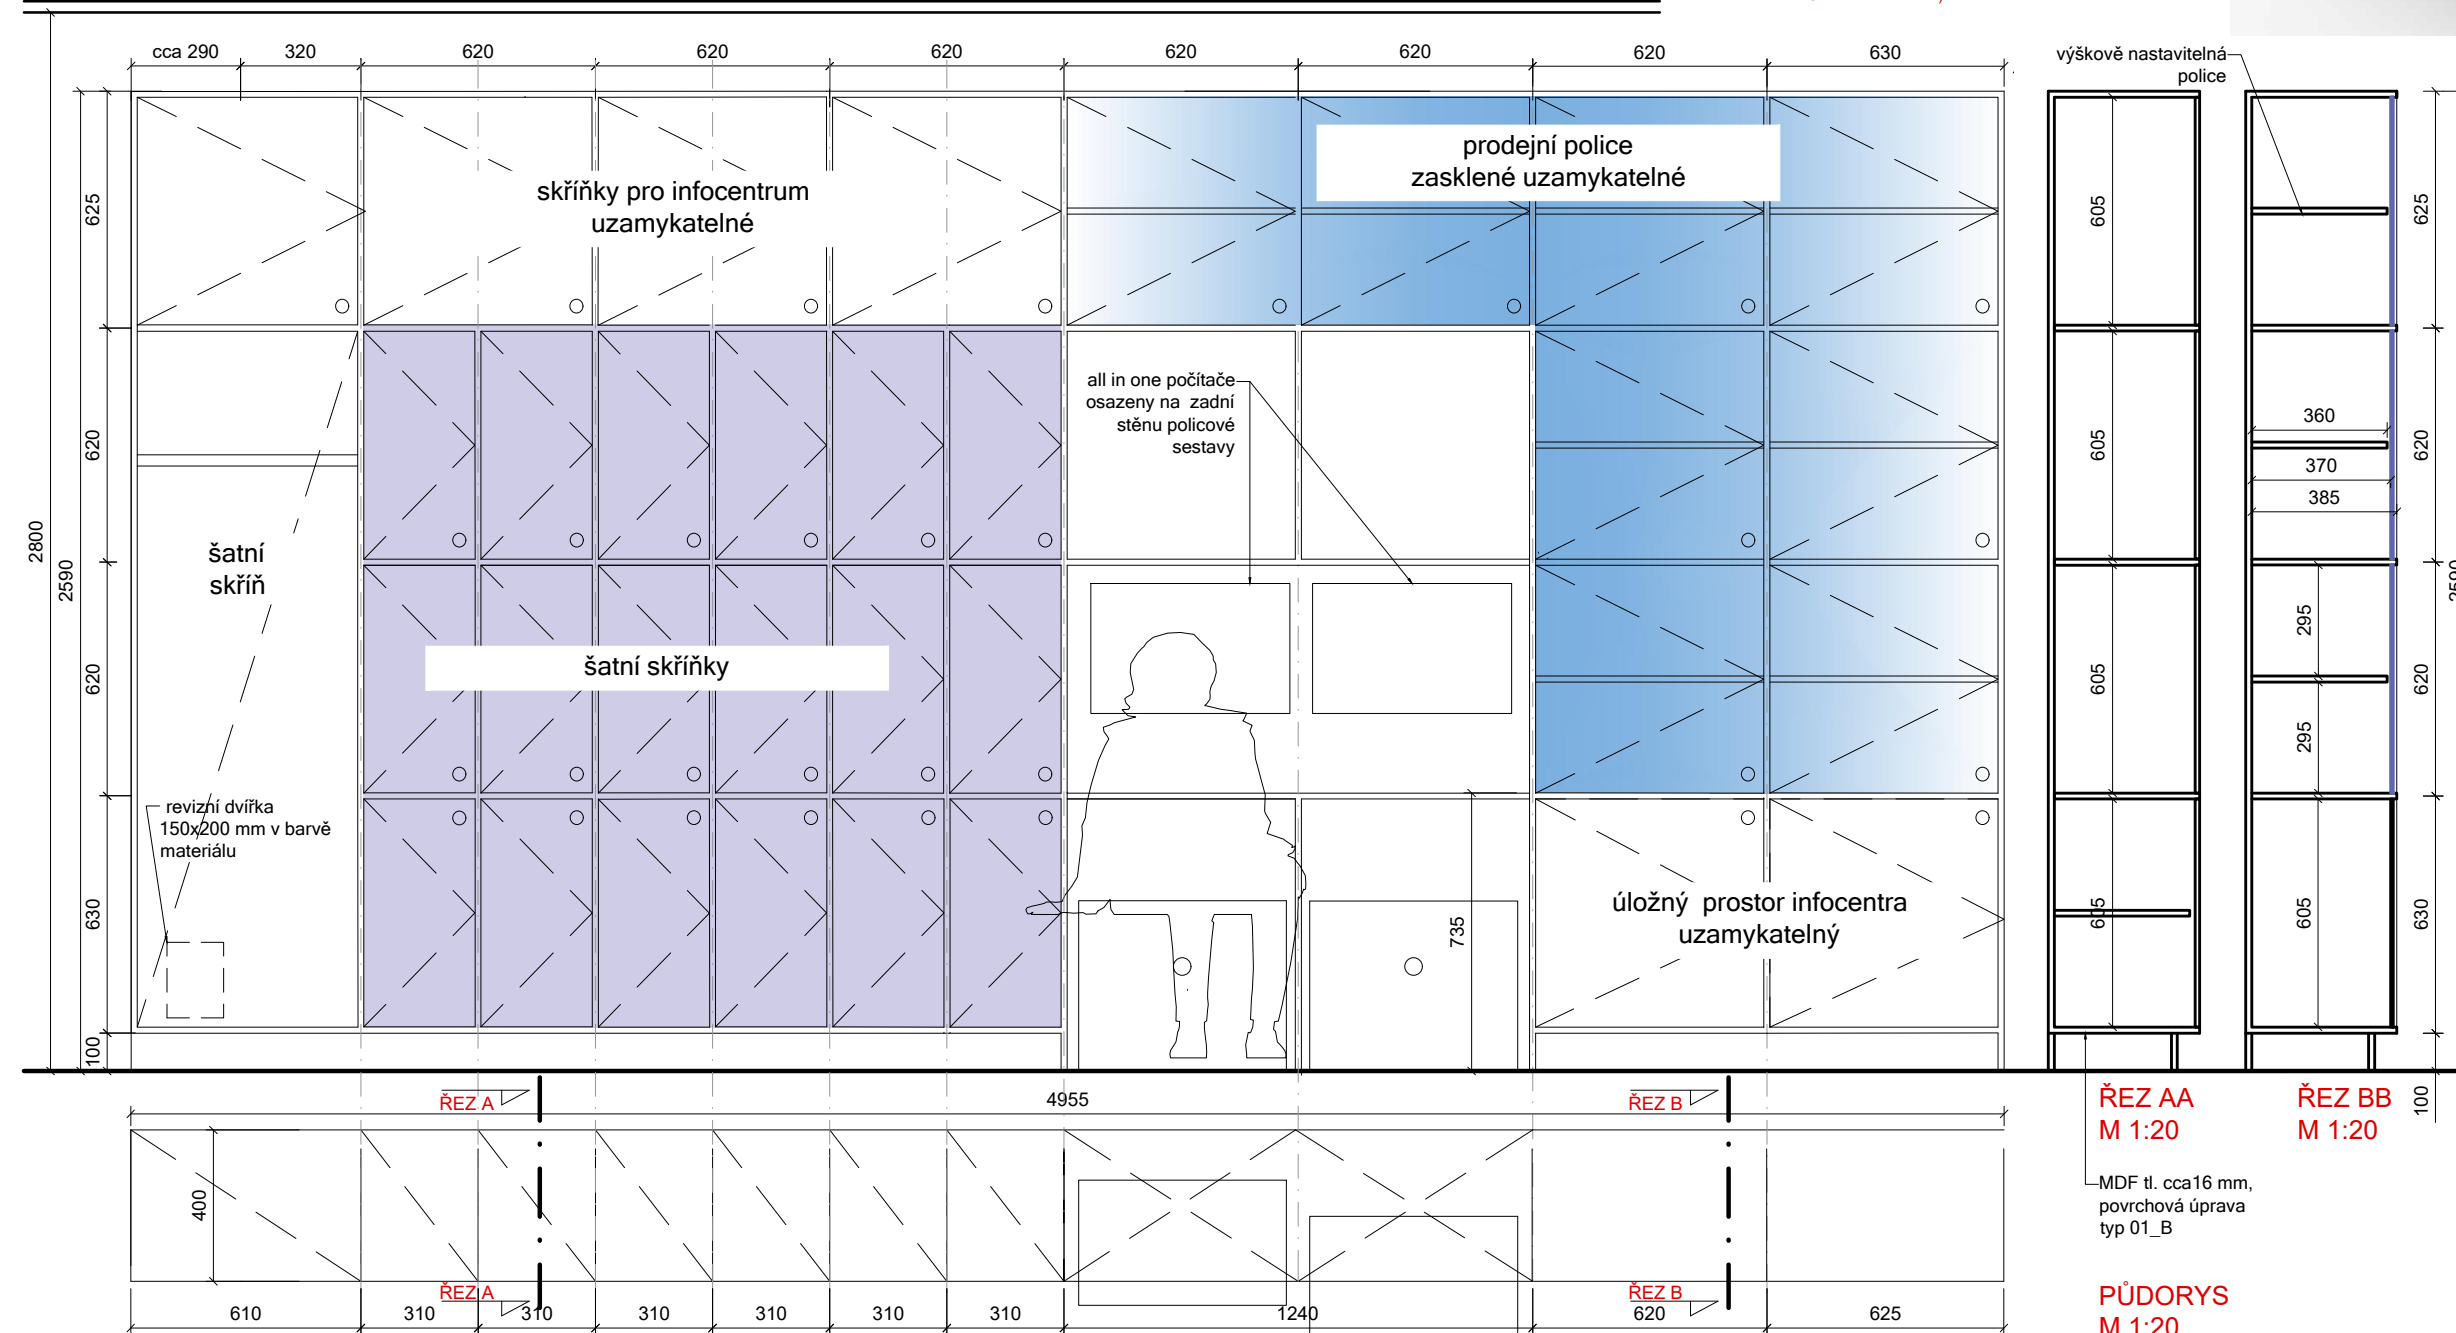 cca 290
320
620
620
620
620
620
620
630
výškově nastavitelná
police
prodejní police
zasklené uzamykatelné
skříňky pro infocentrum
uzamykatelné
625
605
625
all in one počítače
osazeny na zadní
stěnu policové
sestavy
620
605
360
370
385
620
2800
2590
šatní
skříň
2590
šatní skříňky
620
605
295
295
620
revizní dvířka
150x200 mm v barvě
materiálu
630
735
úložný prostor infocentra
uzamykatelný
605
605
630
100
ŘEZ A
4955
ŘEZ B
ŘEZ AA
M 1:20
ŘEZ BB
M 1:20
100
400
MDF tl. cca16 mm,
povrchová úprava
typ 01_B
ŘEZ A
ŘEZ B
610
310
310
310
310
310
310
1240
620
625
PŮDORYS
M 1:20